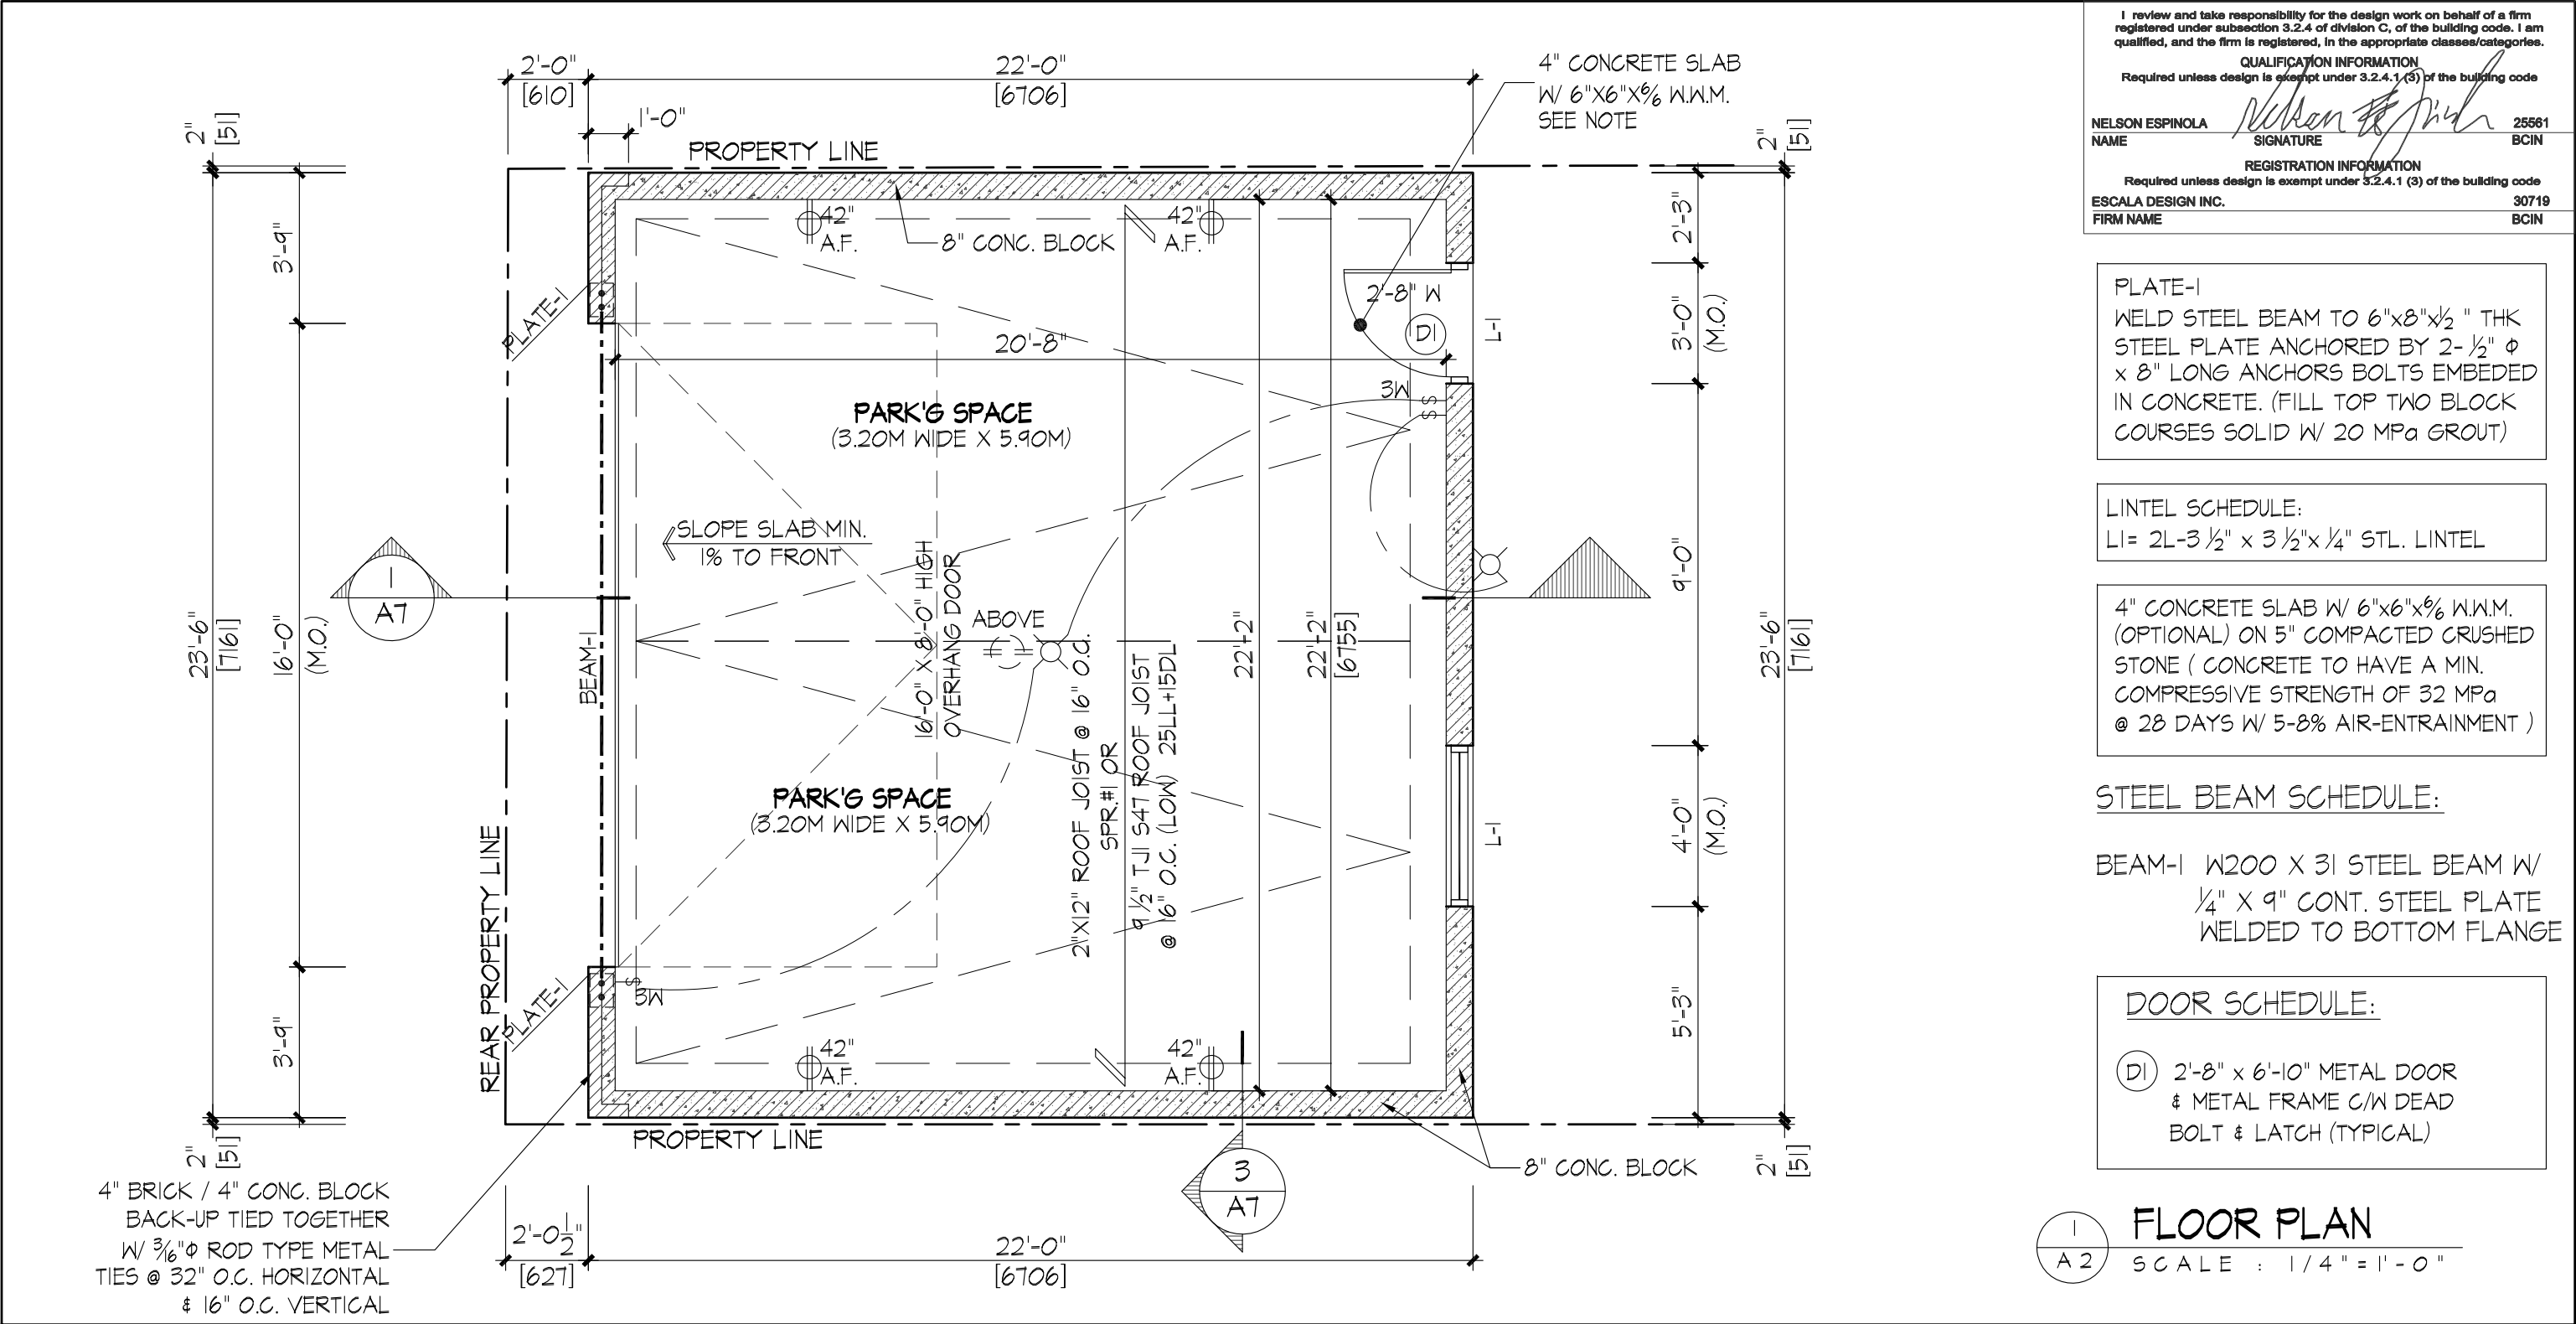 I review and take responsibility for the design work on behalf of a firm
registered under subsection 3.2.4 of division C, of the building code. I am
qualified, and the firm is registered, in the appropriate classes/categories.
QUALIFICATION INFORMATION
Required unless design is exempt under 3.2.4.1 (3) of the building code
NELSON ESPINOLA 25561
NAME SIGNATURE BCIN
REGISTRATION INFORMATION
Required unless design is exempt under 3.2.4.1 (3) of the building code
ESCALA DESIGN INC. 30719
FIRM NAME BCIN
2'-0"
[610]
22'-0"
[6706]
1'-0"
PROPERTY LINE
4" CONCRETE SLAB
W/ 6"X6"X6/6 W.W.M.
SEE NOTE
2"
[51]
2"
[51]
3'-9"
23'-6"
[7161]
16'-0"
(M.O.)
3'-9"
2"
[51]
42"
A.F.
8" CONC. BLOCK
42"
A.F.
PLATE-1
2'-8" W
D1
L-1
20'-8"
3W
S
S
PARK'G SPACE
(3.20M WIDE X 5.90M)
SLOPE SLAB MIN.
1% TO FRONT
1
A7
BEAM-1
16'-0" X 8'-0" HIGH
OVERHANG DOOR
ABOVE
2"X12" ROOF JOIST @ 16" O.C.
SPR.#1 OR
9 1/2" TJI S47 ROOF JOIST
@ 16" O.C. (LOW) 25LL+15DL
22'-2"
22'-2"
[6755]
PARK'G SPACE
(3.20M WIDE X 5.90M)
L-1
REAR PROPERTY LINE
PLATE-1
S
3W
42"
A.F.
42"
A.F.
PROPERTY LINE
2'-3"
3'-0"
(M.O.)
9'-0"
4'-0"
(M.O.)
5'-3"
23'-6"
[7161]
2"
[51]
8" CONC. BLOCK
3
A7
4" BRICK / 4" CONC. BLOCK
BACK-UP TIED TOGETHER
W/ 3/16"Φ ROD TYPE METAL
TIES @ 32" O.C. HORIZONTAL
& 16" O.C. VERTICAL
2'-0 1/2"
[627]
22'-0"
[6706]
PLATE-1
WELD STEEL BEAM TO 6"x8"x1/2 " THK
STEEL PLATE ANCHORED BY 2- 1/2" Φ
x 8" LONG ANCHORS BOLTS EMBEDED
IN CONCRETE. (FILL TOP TWO BLOCK
COURSES SOLID W/ 20 MPa GROUT)
LINTEL SCHEDULE:
L1= 2L-3 1/2" x 3 1/2"x 1/4" STL. LINTEL
4" CONCRETE SLAB W/ 6"x6"x6/6 W.W.M.
(OPTIONAL) ON 5" COMPACTED CRUSHED
STONE ( CONCRETE TO HAVE A MIN.
COMPRESSIVE STRENGTH OF 32 MPa
@ 28 DAYS W/ 5-8% AIR-ENTRAINMENT )
STEEL BEAM SCHEDULE:
BEAM-1 W200 X 31 STEEL BEAM W/
1/4" X 9" CONT. STEEL PLATE
WELDED TO BOTTOM FLANGE
DOOR SCHEDULE:
D1 2'-8" x 6'-10" METAL DOOR
& METAL FRAME C/W DEAD
BOLT & LATCH (TYPICAL)
1
A2
FLOOR PLAN
SCALE : 1/4"=1'-0"